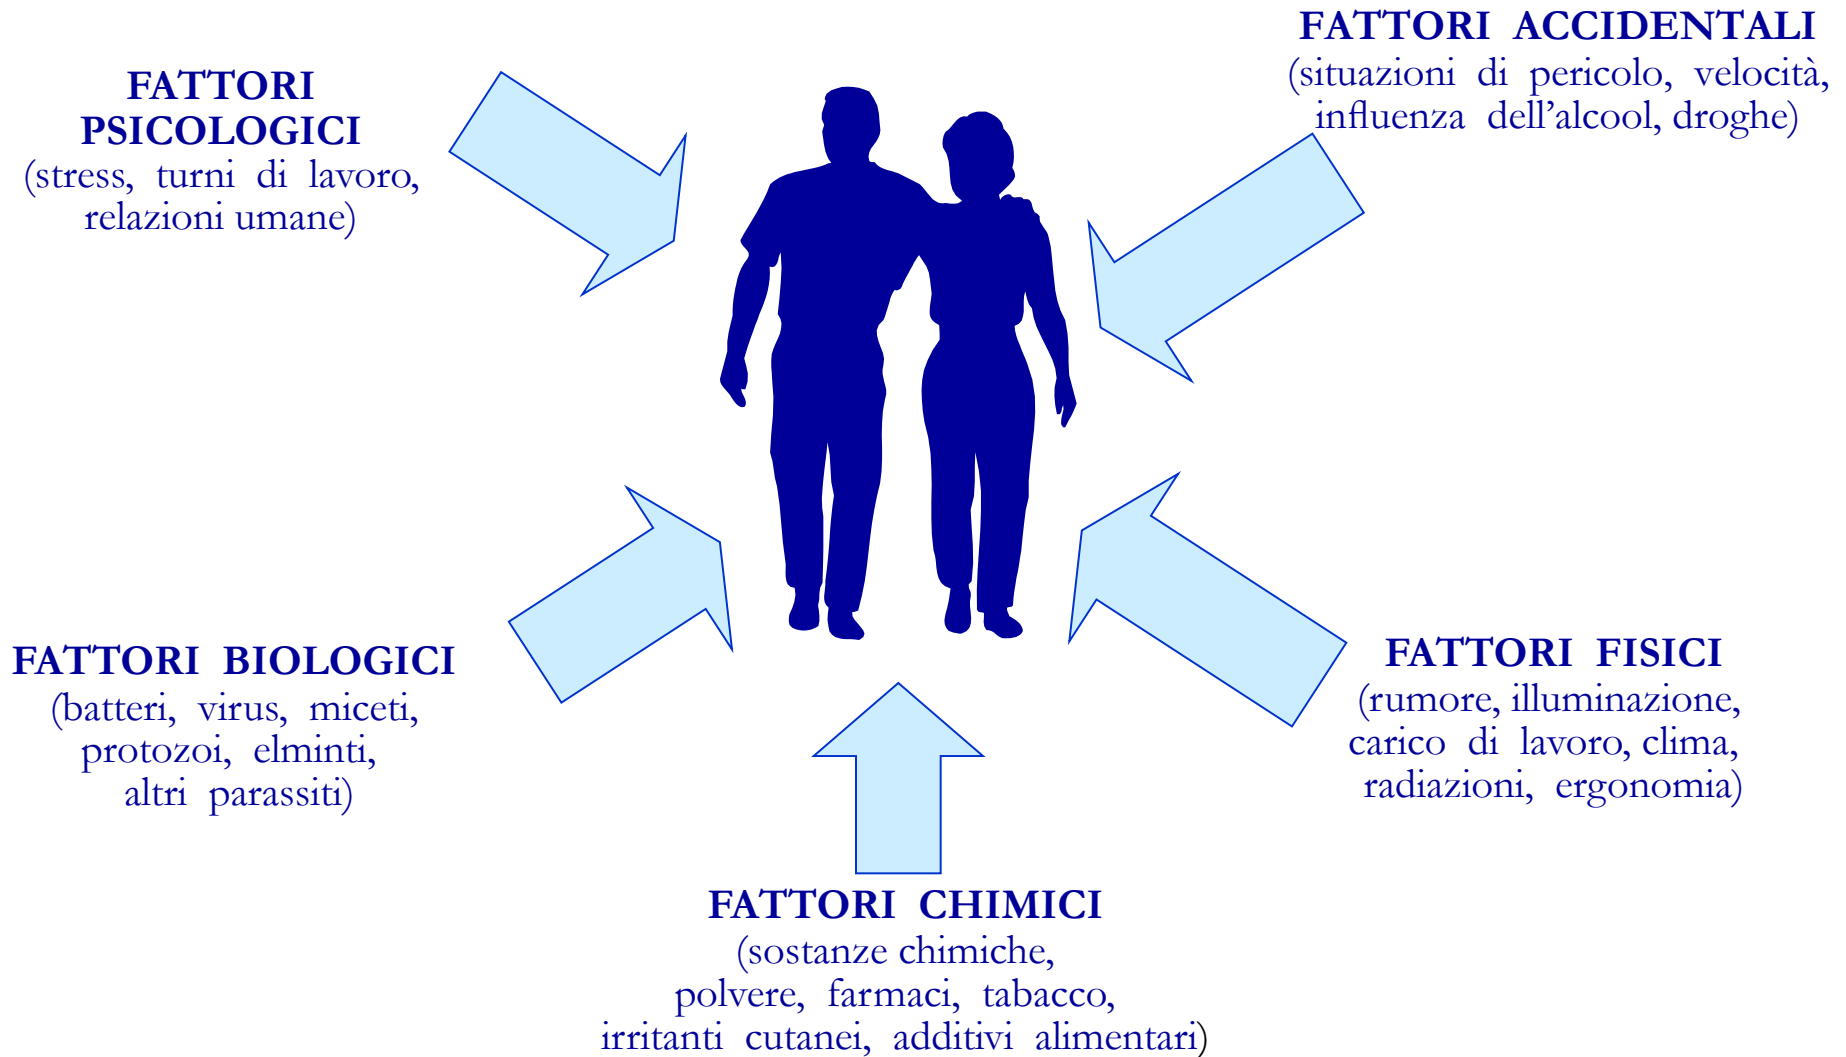 FATTORI
PSICOLOGICI
(stress, turni di lavoro,
relazioni umane)
FATTORI ACCIDENTALI
(situazioni di pericolo, velocità,
influenza dell’alcool, droghe)
FATTORI BIOLOGICI
(batteri, virus, miceti,
protozoi, elminti,
altri parassiti)
FATTORI FISICI
(rumore, illuminazione,
carico di lavoro, clima,
radiazioni, ergonomia)
FATTORI CHIMICI
(sostanze chimiche,
polvere, farmaci, tabacco,
irritanti cutanei, additivi alimentari)